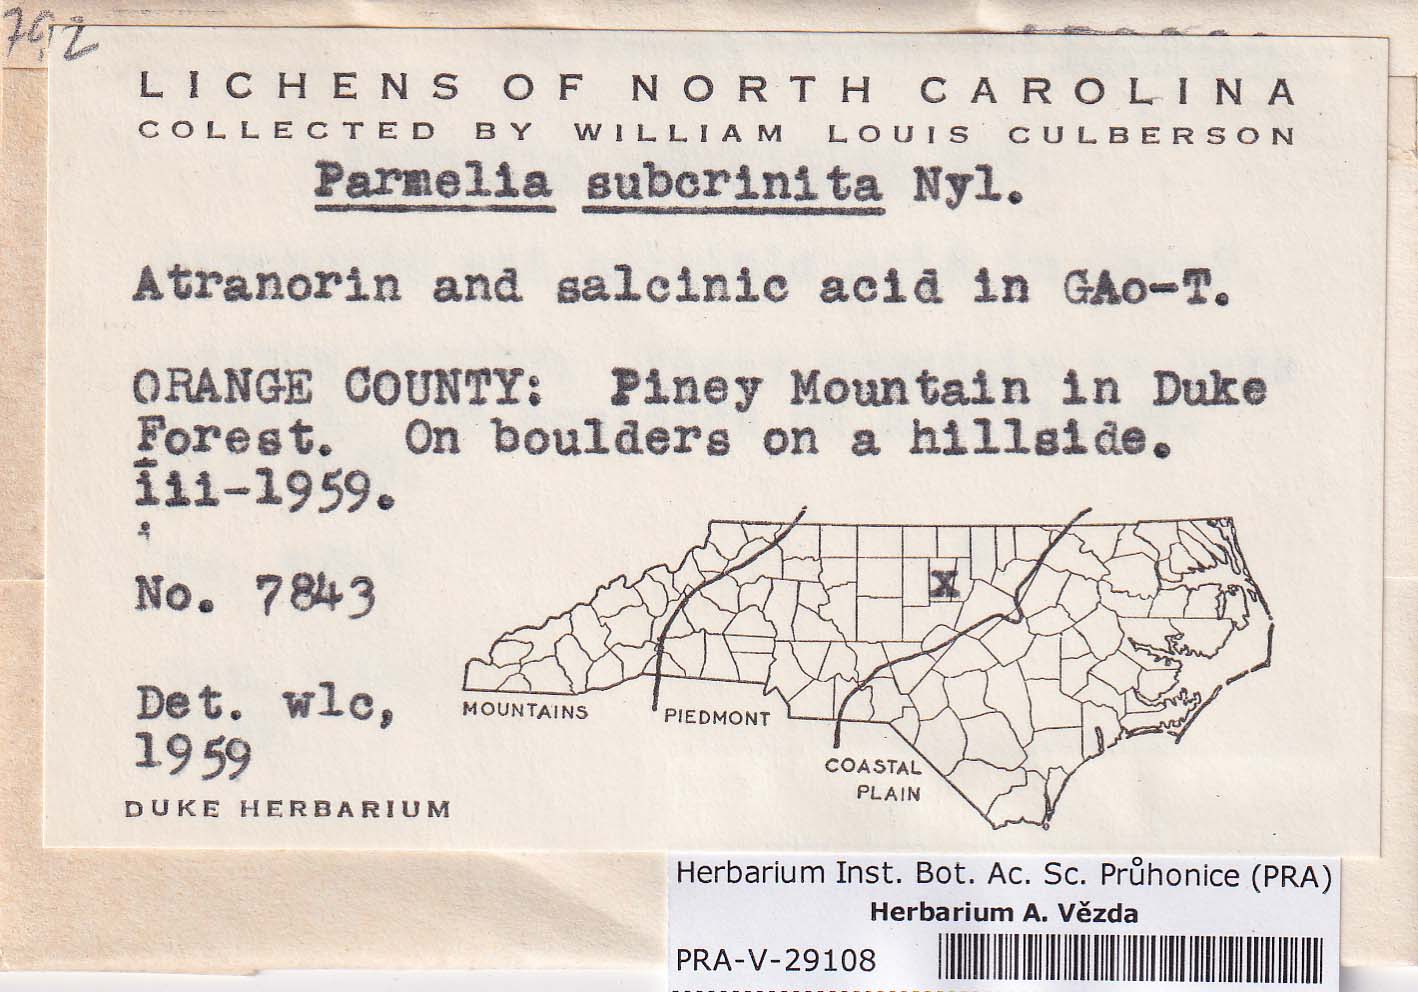 792
LICHENS OF NORTH CAROLINA
COLLECTED BY WILLIAM LOUIS CULBERSON
Parmelia subcrinita Nyl.
Atranorin and salcinic acid in GAo-T.
ORANGE COUNTY: Piney Mountain in Duke
Forest. On boulders on a hillside.
iii-1959.
No. 7843
X
Det. wlc,
1959
MOUNTAINS
PIEDMONT
COASTAL
PLAIN
DUKE HERBARIUM
Herbarium Inst. Bot. Ac. Sc. Průhonice (PRA)
Herbarium A. Vězda
PRA-V-29108